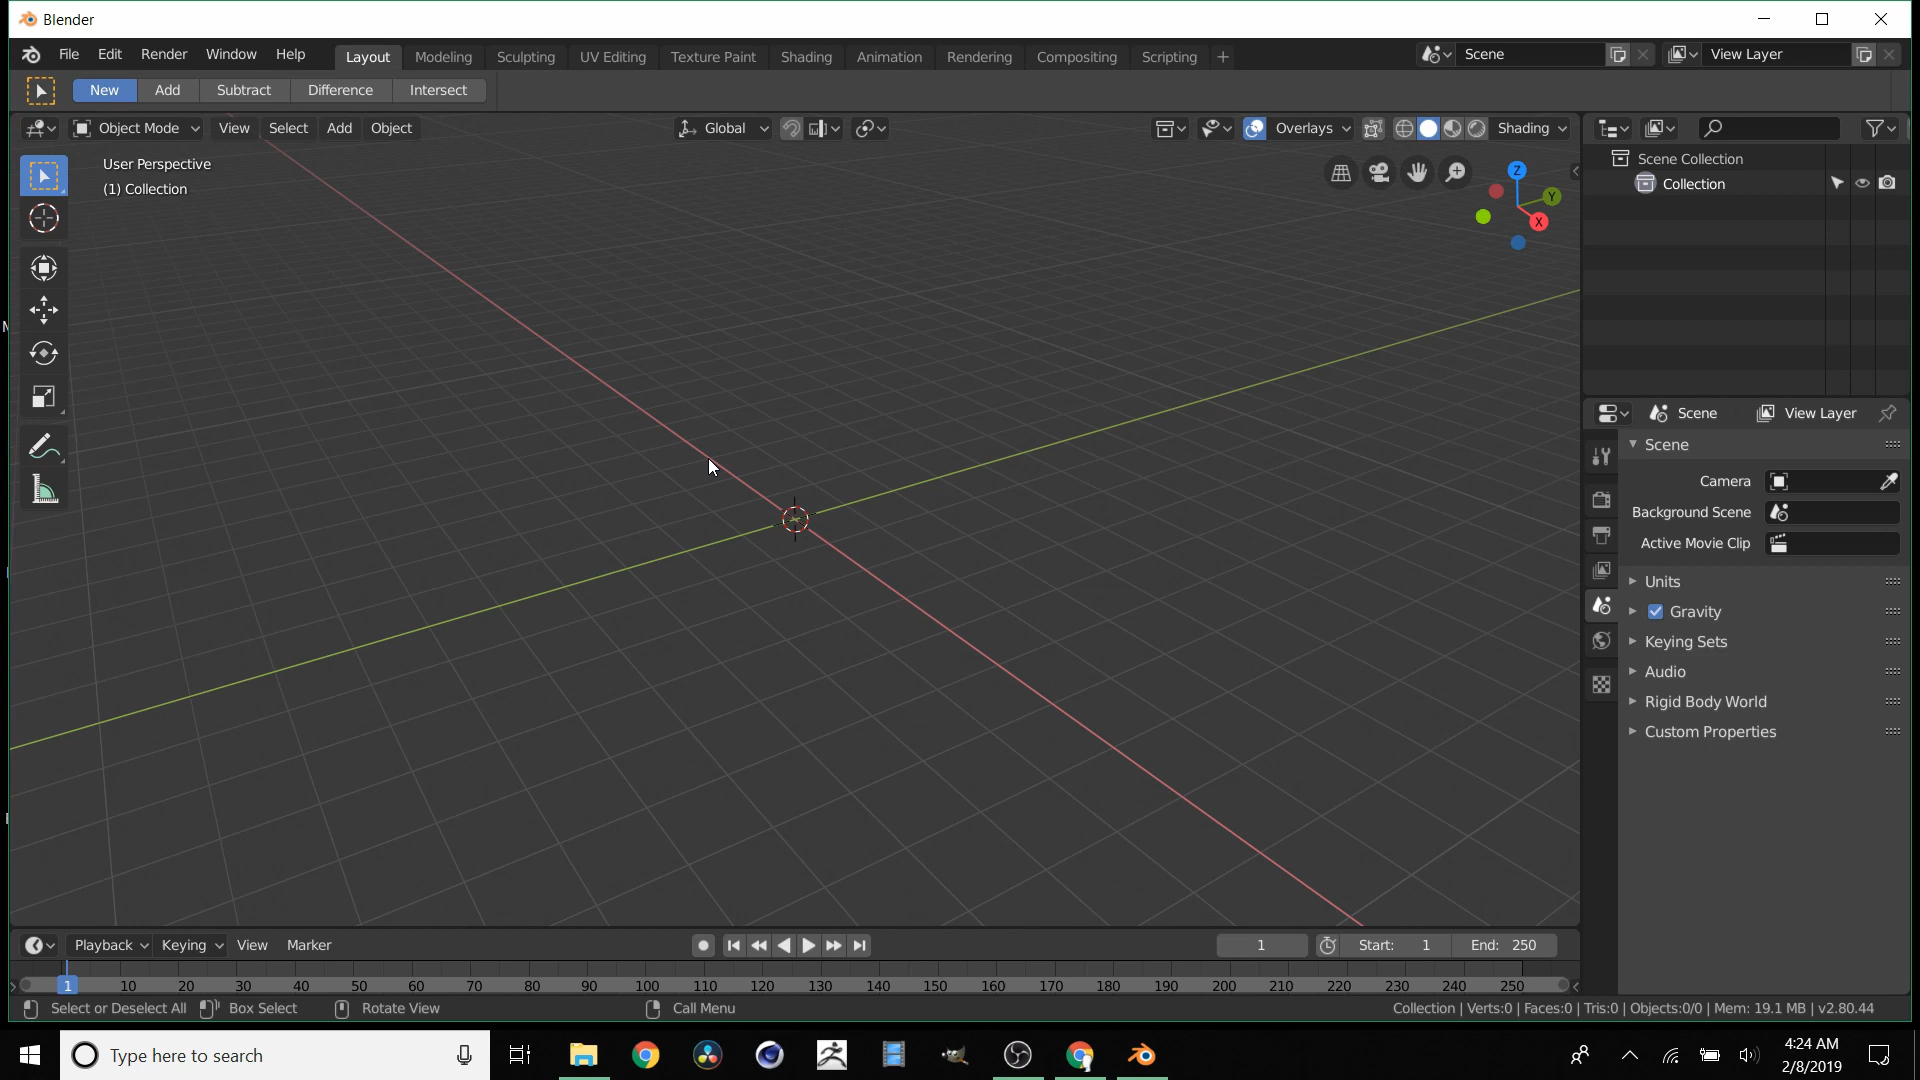 Blender
File Edit Render Window Help Layout Modeling Sculpting UV Editing Texture Paint Shading Animation Rendering Compositing Scripting + Scene View Layer
New Add Subtract Difference Intersect
Object Mode View Select Add Object Global Overlays Shading
User Perspective
(1) Collection
Z
Y
X
Scene Collection
Collection
Scene View Layer
Scene
Camera
Background Scene
Active Movie Clip
Units
Gravity
Keying Sets
Audio
Rigid Body World
Custom Properties
Playback Keying View Marker 1 Start: 1 End: 250
1 10 20 30 40 50 60 70 80 90 100 110 120 130 140 150 160 170 180 190 200 210 220 230 240 250
Select or Deselect All Box Select Rotate View Call Menu Collection | Verts:0 | Faces:0 | Tris:0 | Objects:0/0 | Mem: 19.1 MB | v2.80.44
Type here to search
4:24 AM
2/8/2019